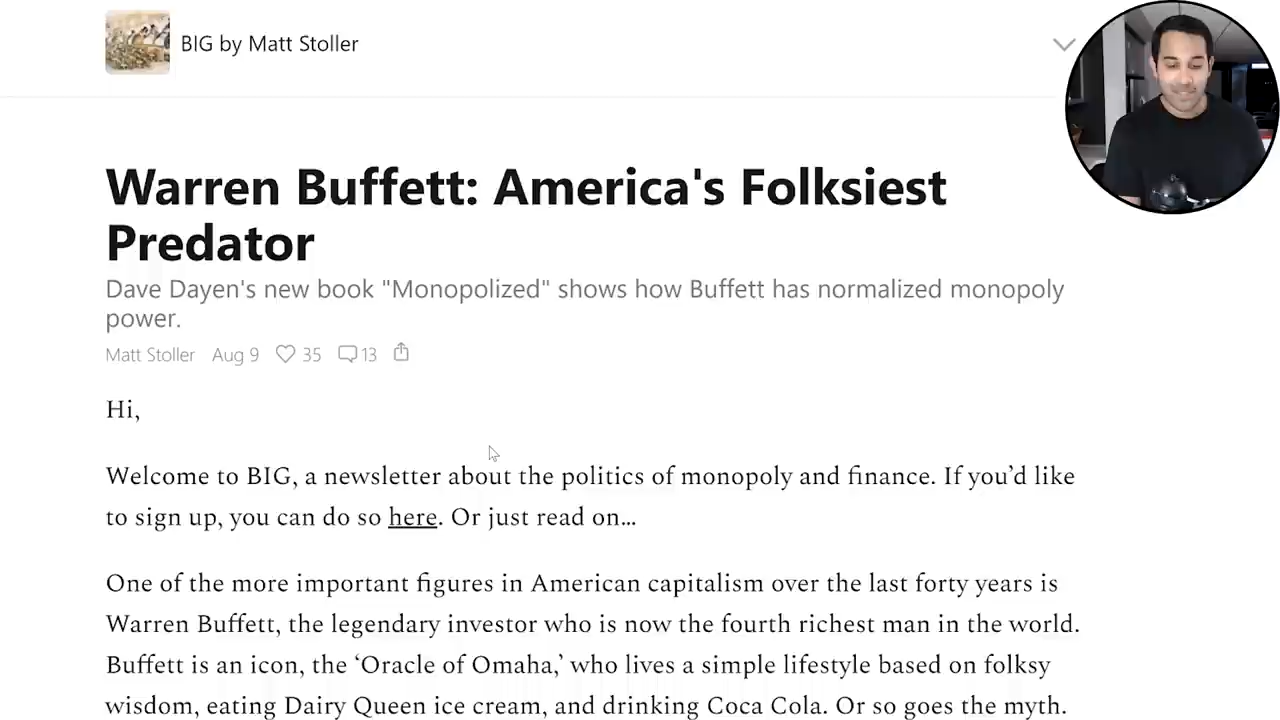 BIG by Matt Stoller
Warren Buffett: America's Folksiest
Predator
Dave Dayen's new book "Monopolized" shows how Buffett has normalized monopoly
power.
Matt Stoller Aug 9 35 13
Hi,
Welcome to BIG, a newsletter about the politics of monopoly and finance. If you’d like
to sign up, you can do so here. Or just read on…
One of the more important figures in American capitalism over the last forty years is
Warren Buffett, the legendary investor who is now the fourth richest man in the world.
Buffett is an icon, the ‘Oracle of Omaha,’ who lives a simple lifestyle based on folksy
wisdom, eating Dairy Queen ice cream, and drinking Coca Cola. Or so goes the myth.